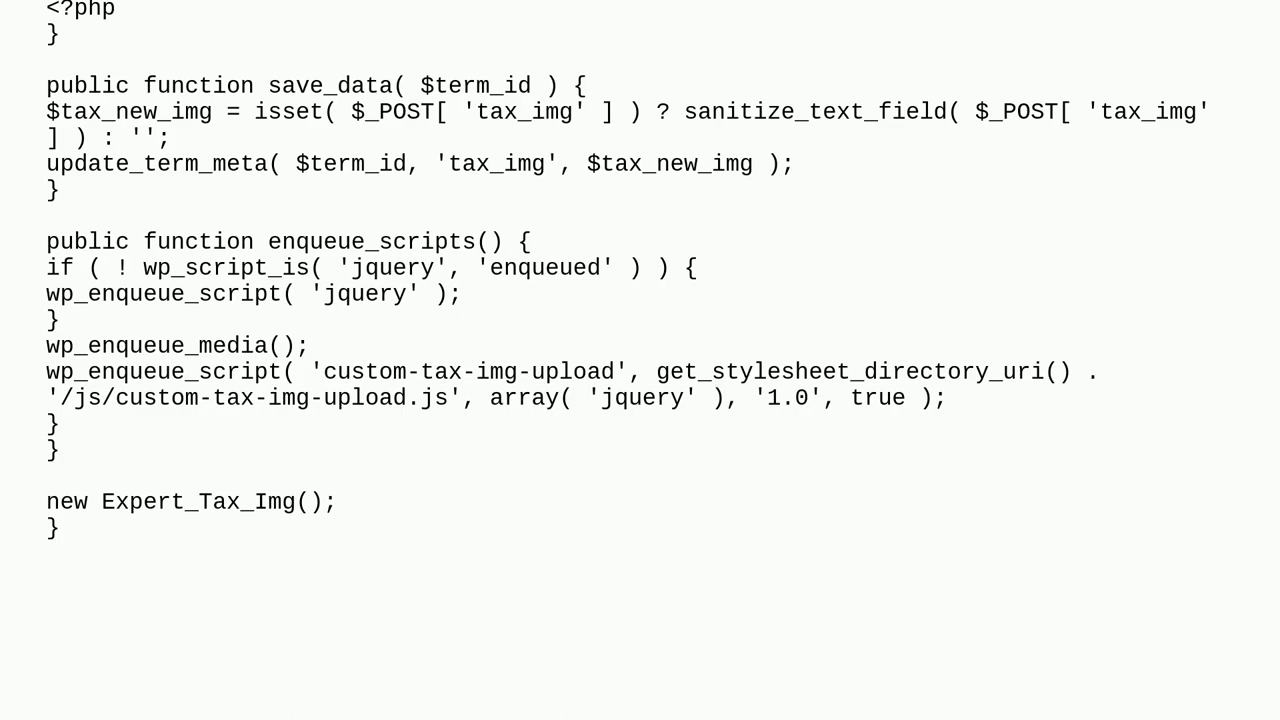 <?php
}
public function save_data( $term_id ) {
$tax_new_img = isset( $_POST[ 'tax_img' ] ) ? sanitize_text_field( $_POST[ 'tax_img'
] ) : '';
update_term_meta( $term_id, 'tax_img', $tax_new_img );
}
public function enqueue_scripts() {
if ( ! wp_script_is( 'jquery', 'enqueued' ) ) {
wp_enqueue_script( 'jquery' );
}
wp_enqueue_media();
wp_enqueue_script( 'custom-tax-img-upload', get_stylesheet_directory_uri() .
'/js/custom-tax-img-upload.js', array( 'jquery' ), '1.0', true );
}
}
new Expert_Tax_Img();
}